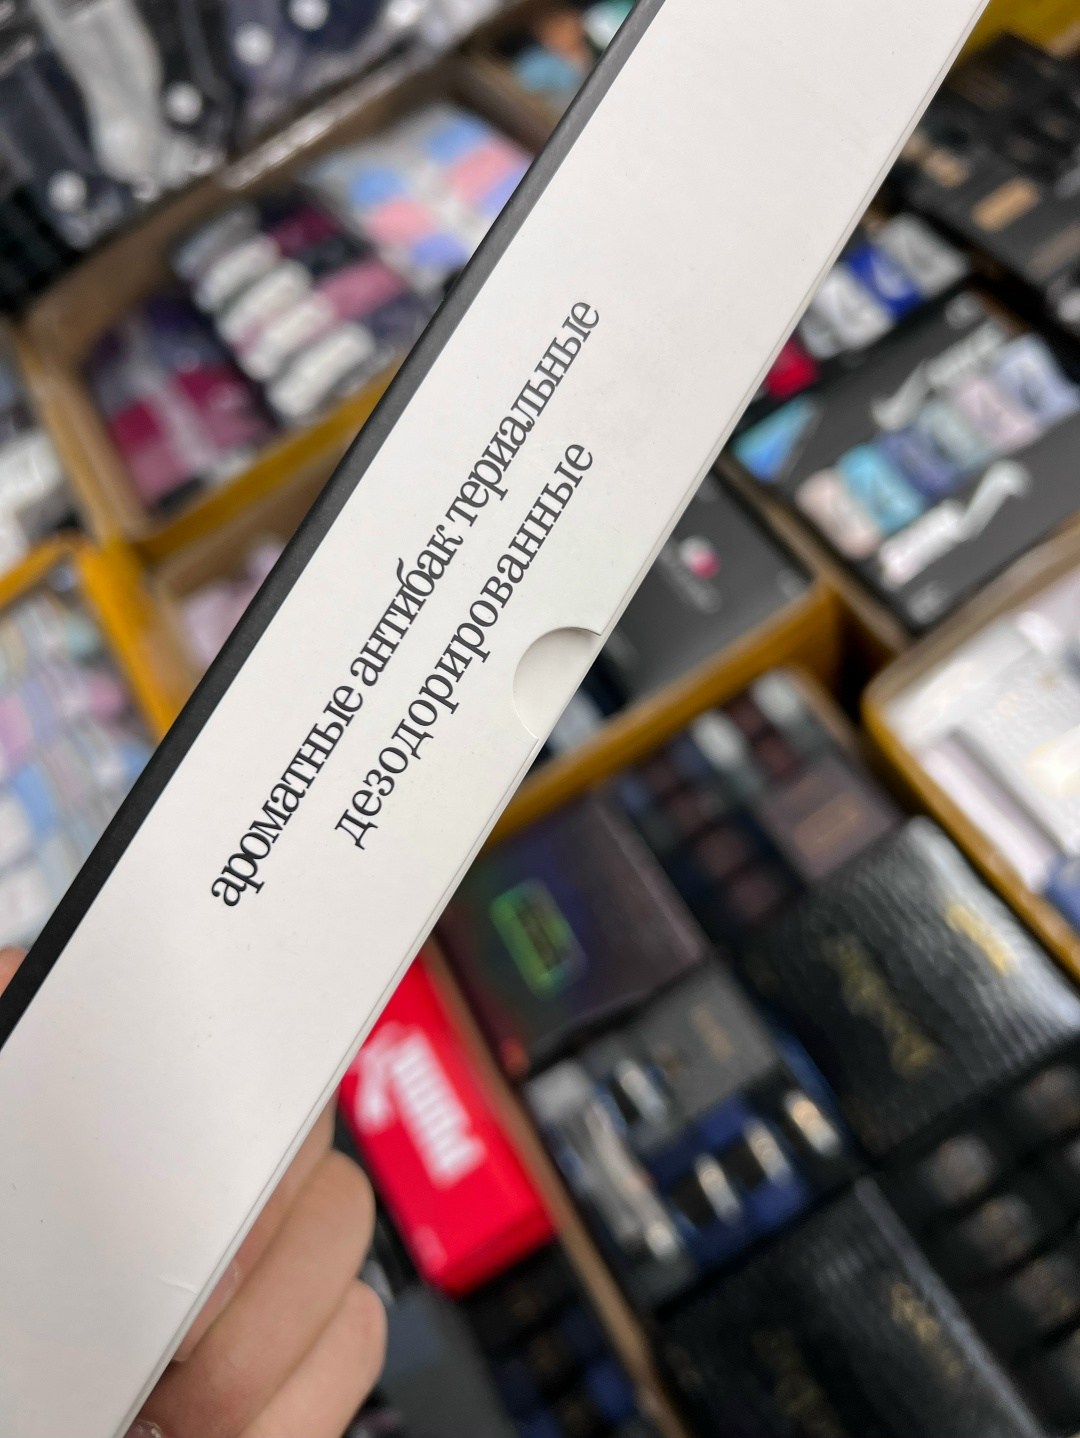 ароматные антибак териальные
дезодорированные